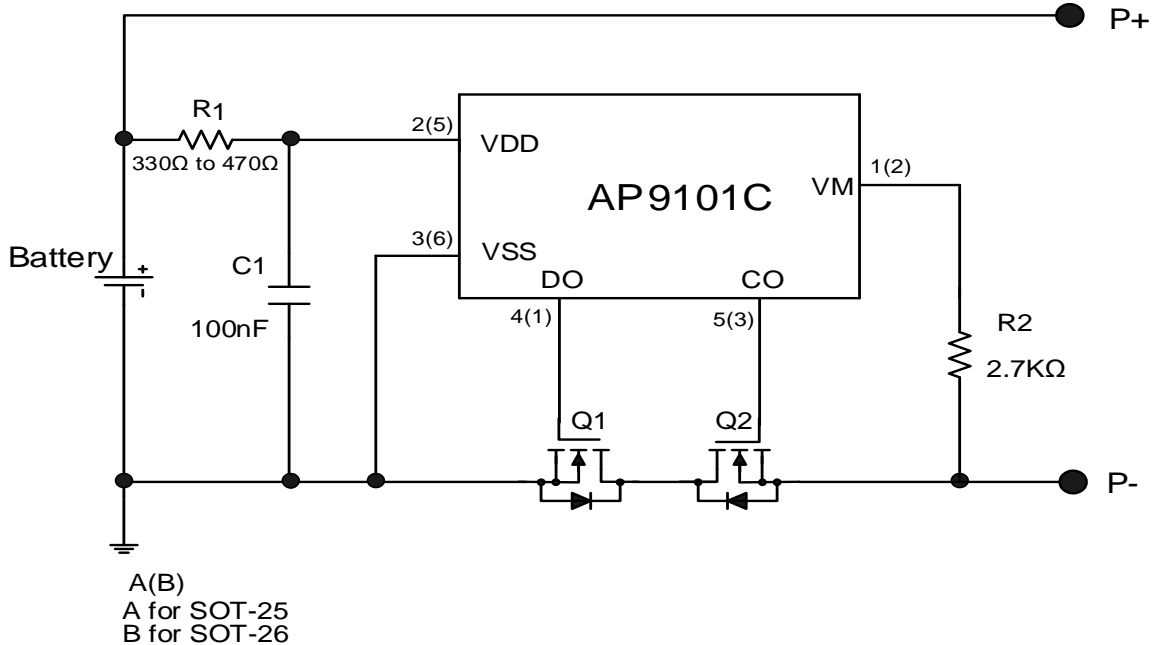 P+
R1
330Ω to 470Ω
2(5)
VDD
AP9101C
VM
1(2)
3(6)
VSS
Battery
+
-
C1
100nF
DO
CO
4(1)
5(3)
R2
2.7KΩ
Q1
Q2
P-
A(B)
A for SOT-25
B for SOT-26